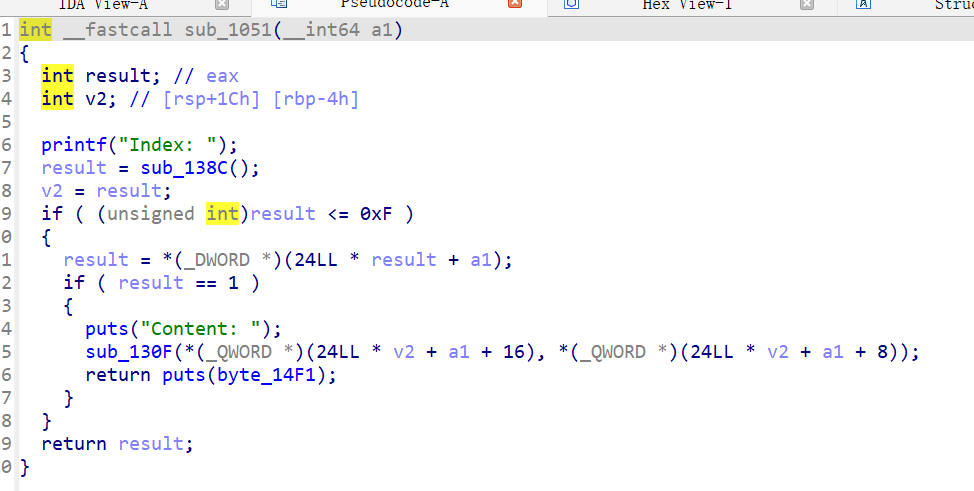 IDA View-A Pseudocode-A Hex View-1 Struc
1 int __fastcall sub_1051(__int64 a1)
2 {
3 int result; // eax
4 int v2; // [rsp+1Ch] [rbp-4h]
5
6 printf("Index: ");
7 result = sub_138C();
8 v2 = result;
9 if ( (unsigned int)result <= 0xF )
0 {
1 result = *(_DWORD *)(24LL * result + a1);
2 if ( result == 1 )
3 {
4 puts("Content: ");
5 sub_130F(*(_QWORD *)(24LL * v2 + a1 + 16), *(_QWORD *)(24LL * v2 + a1 + 8));
6 return puts(byte_14F1);
7 }
8 }
9 return result;
0 }